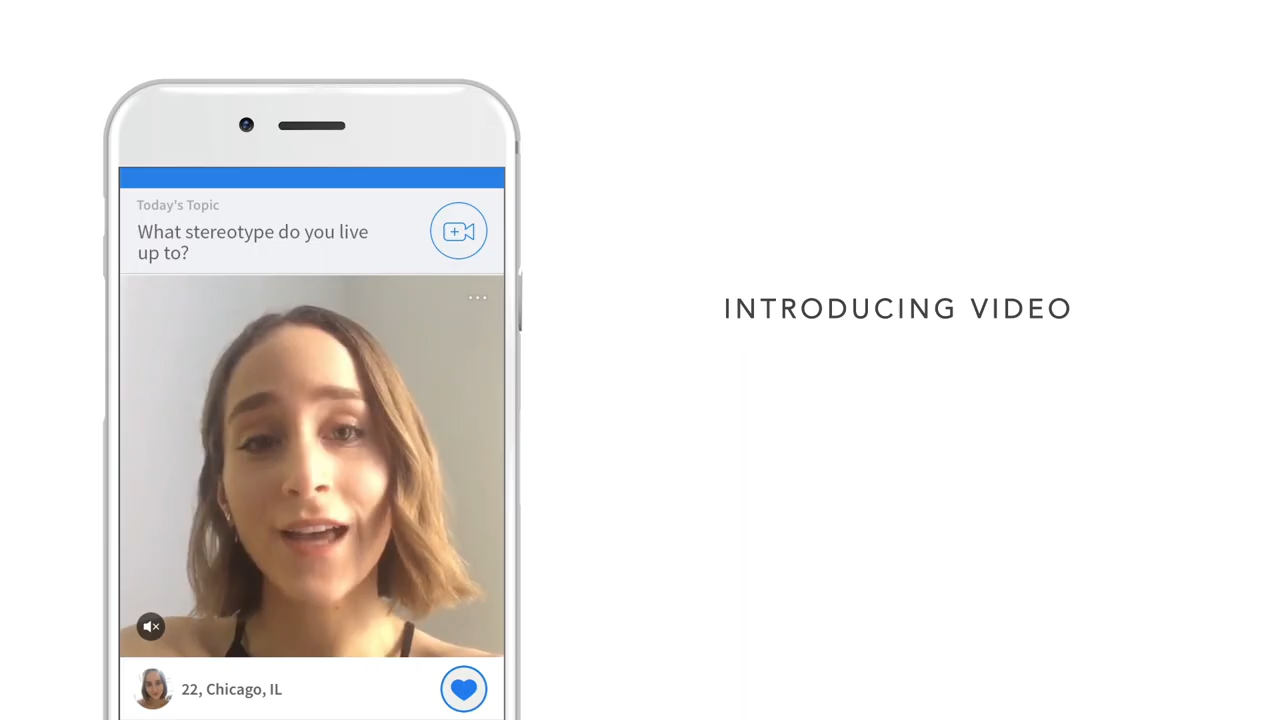 Today's Topic
What stereotype do you live
up to?
INTRODUCING VIDEO
22, Chicago, IL